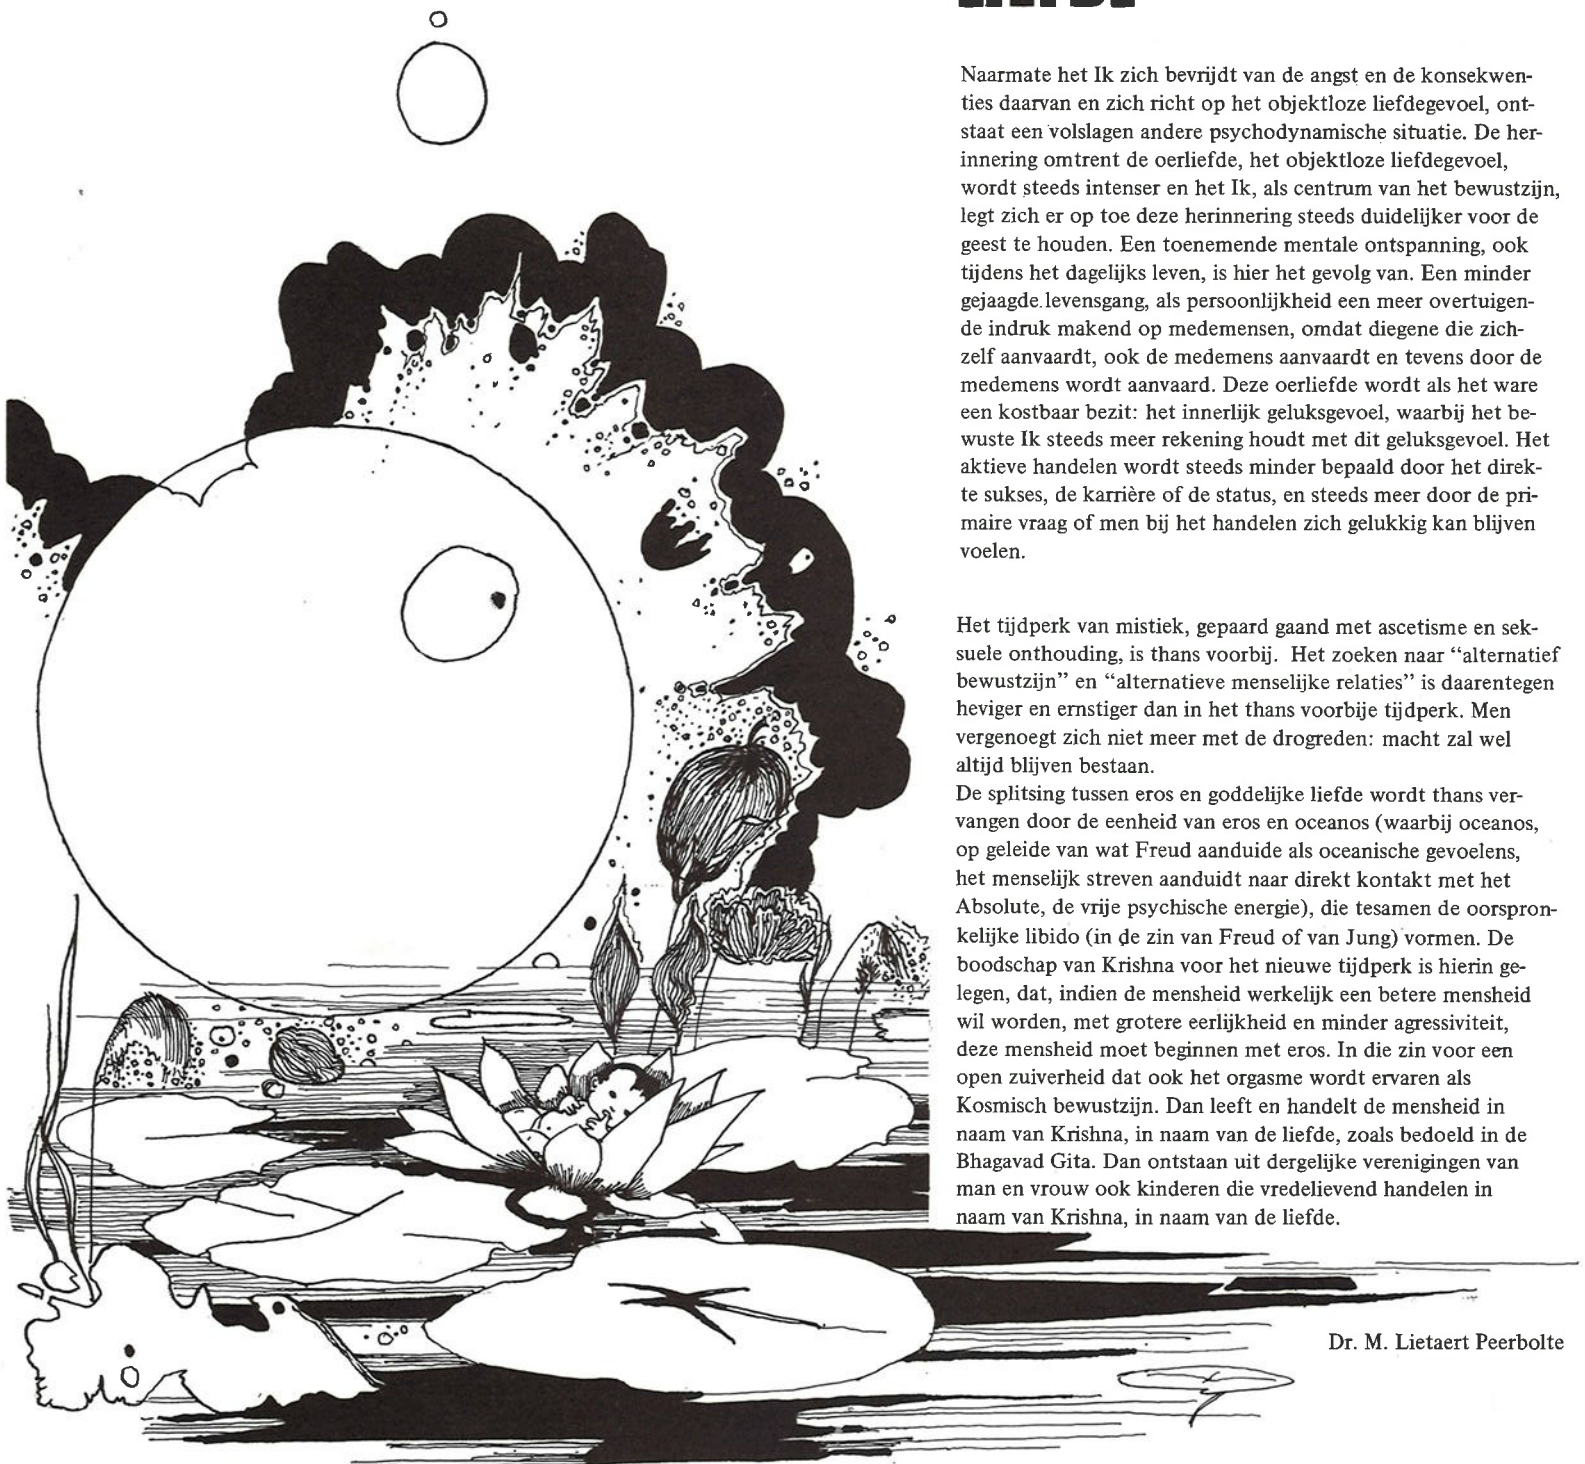 Naarmate het Ik zich bevrijdt van de angst en de konsekwen-
ties daarvan en zich richt op het objektloze liefdegevoel, ont-
staat een volslagen andere psychodynamische situatie. De her-
innering omtrent de oerliefde, het objektloze liefdegevoel,
wordt steeds intenser en het Ik, als centrum van het bewustzijn,
legt zich er op toe deze herinnering steeds duidelijker voor de
geest te houden. Een toenemende mentale ontspanning, ook
tijdens het dagelijks leven, is hier het gevolg van. Een minder
gejaagde levensgang, als persoonlijkheid een meer overtuigen-
de indruk makend op medemensen, omdat diegene die zich-
zelf aanvaardt, ook de medemens aanvaardt en tevens door de
medemens wordt aanvaard. Deze oerliefde wordt als het ware
een kostbaar bezit: het innerlijk geluksgevoel, waarbij het be-
wuste Ik steeds meer rekening houdt met dit geluksgevoel. Het
aktieve handelen wordt steeds minder bepaald door het direk-
te sukses, de karrière of de status, en steeds meer door de pri-
maire vraag of men bij het handelen zich gelukkig kan blijven
voelen.
Het tijdperk van mistiek, gepaard gaand met ascetisme en sek-
suele onthouding, is thans voorbij. Het zoeken naar “alternatief
bewustzijn” en “alternatieve menselijke relaties” is daarentegen
heviger en ernstiger dan in het thans voorbije tijdperk. Men
vergenoegt zich niet meer met de drogreden: macht zal wel
altijd blijven bestaan.
De splitsing tussen eros en goddelijke liefde wordt thans ver-
vangen door de eenheid van eros en oceanos (waarbij oceanos,
op geleide van wat Freud aanduide als oceanische gevoelens,
het menselijk streven aanduidt naar direkt kontakt met het
Absolute, de vrije psychische energie), die tesamen de oorspron-
kelijke libido (in de zin van Freud of van Jung) vormen. De
boodschap van Krishna voor het nieuwe tijdperk is hierin ge-
legen, dat, indien de mensheid werkelijk een betere mensheid
wil worden, met grotere eerlijkheid en minder agressiviteit,
deze mensheid moet beginnen met eros. In die zin voor een
open zuiverheid dat ook het orgasme wordt ervaren als
Kosmisch bewustzijn. Dan leeft en handelt de mensheid in
naam van Krishna, in naam van de liefde, zoals bedoeld in de
Bhagavad Gita. Dan ontstaan uit dergelijke verenigingen van
man en vrouw ook kinderen die vredelievend handelen in
naam van Krishna, in naam van de liefde.
Dr. M. Lietaert Peerbolte